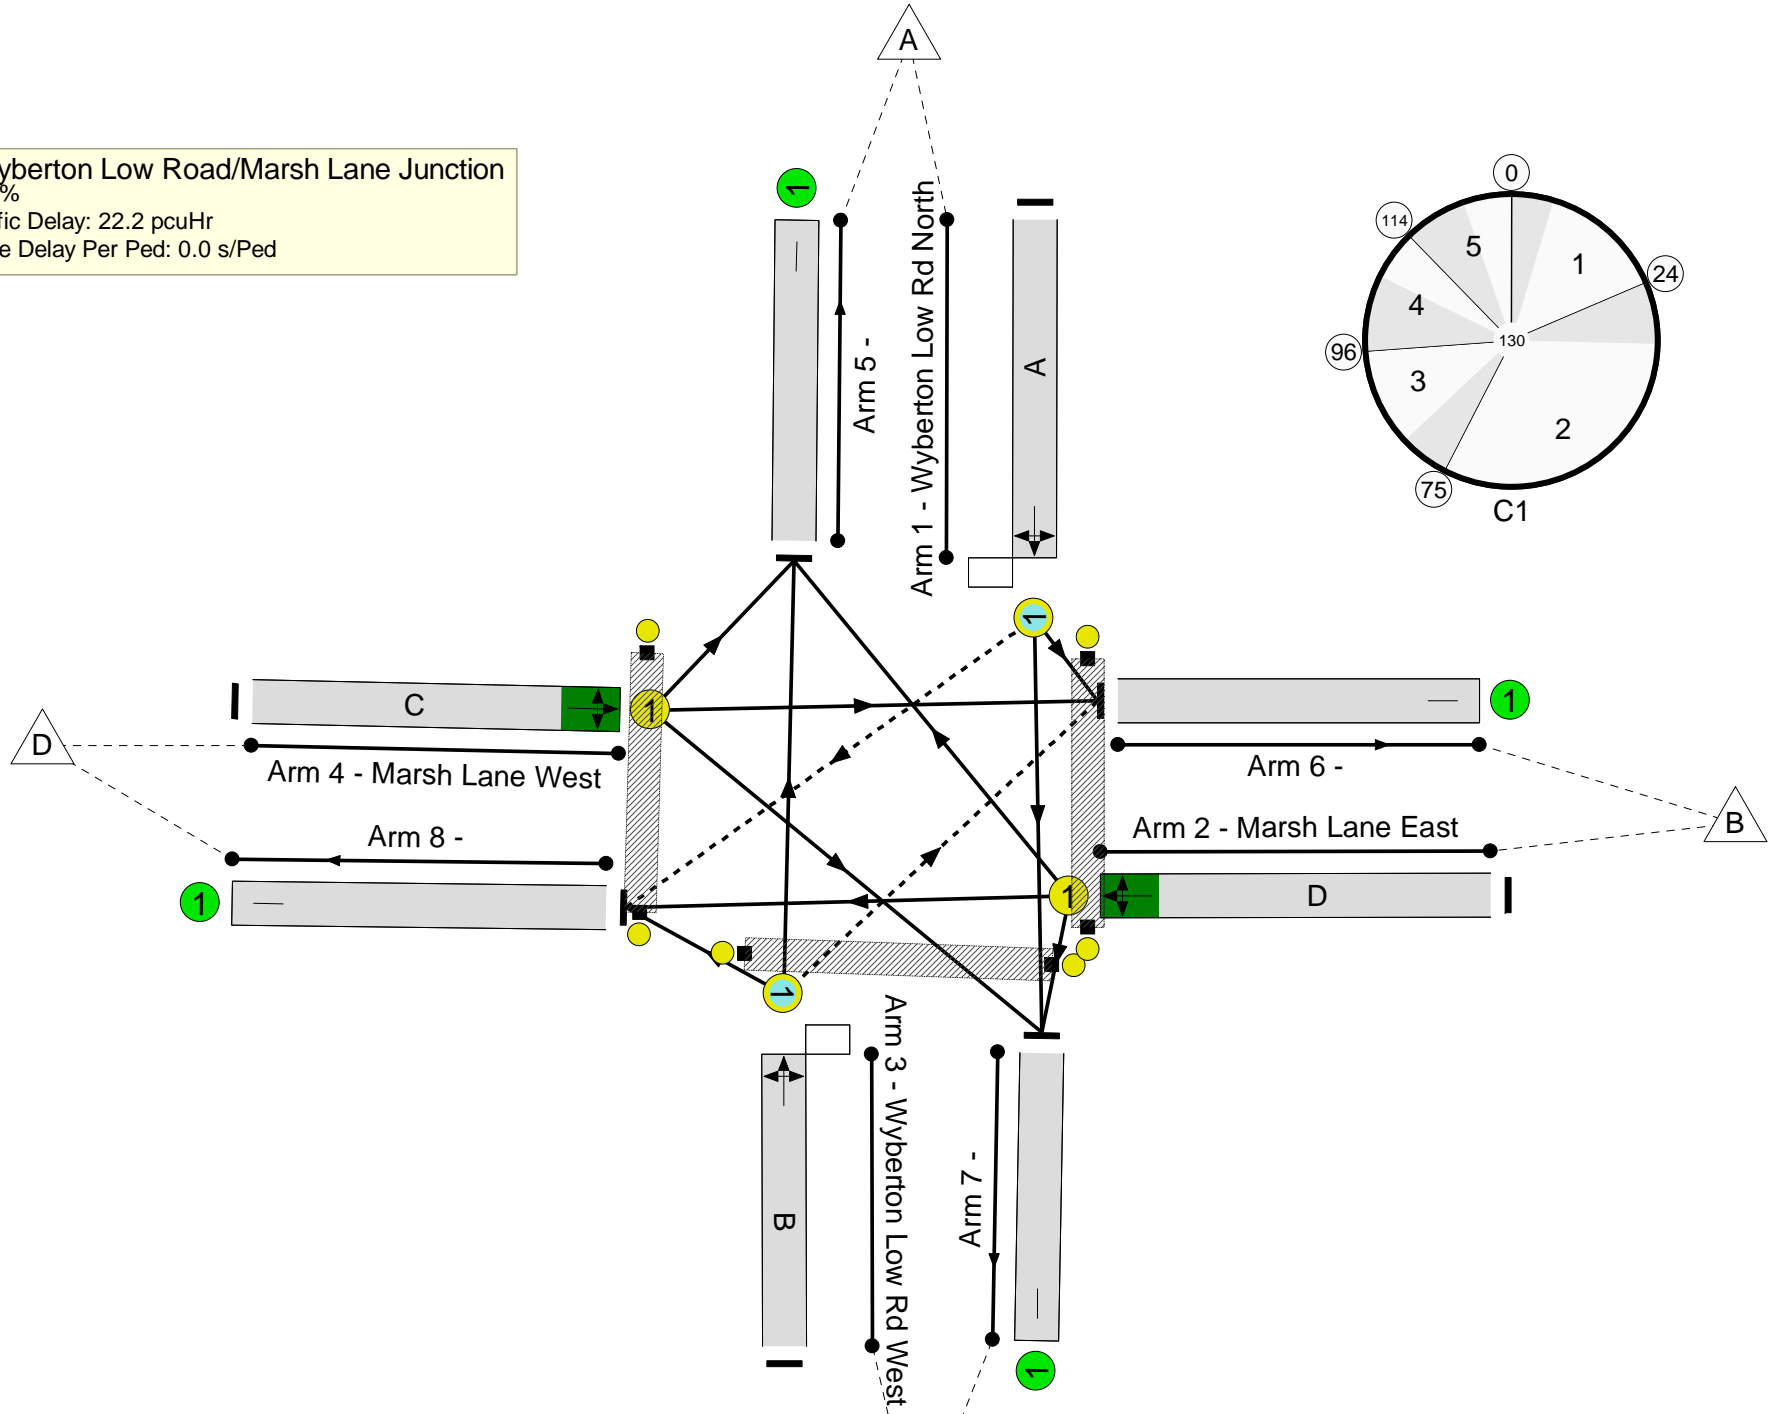 A
yberton Low Road/Marsh Lane Junction
%
fic Delay: 22.2 pcuHr
e Delay Per Ped: 0.0 s/Ped
1
Arm 5 -
Arm 1 - Wyberton Low Rd North
A
0
114
5
1
24
4
130
96
3
2
75
C1
1
C
1
1
1
D
Arm 4 - Marsh Lane West
Arm 6 -
Arm 8 -
Arm 2 - Marsh Lane East
B
1
1
D
1
Arm 3 - Wyberton Low Rd West
B
Arm 7 -
1